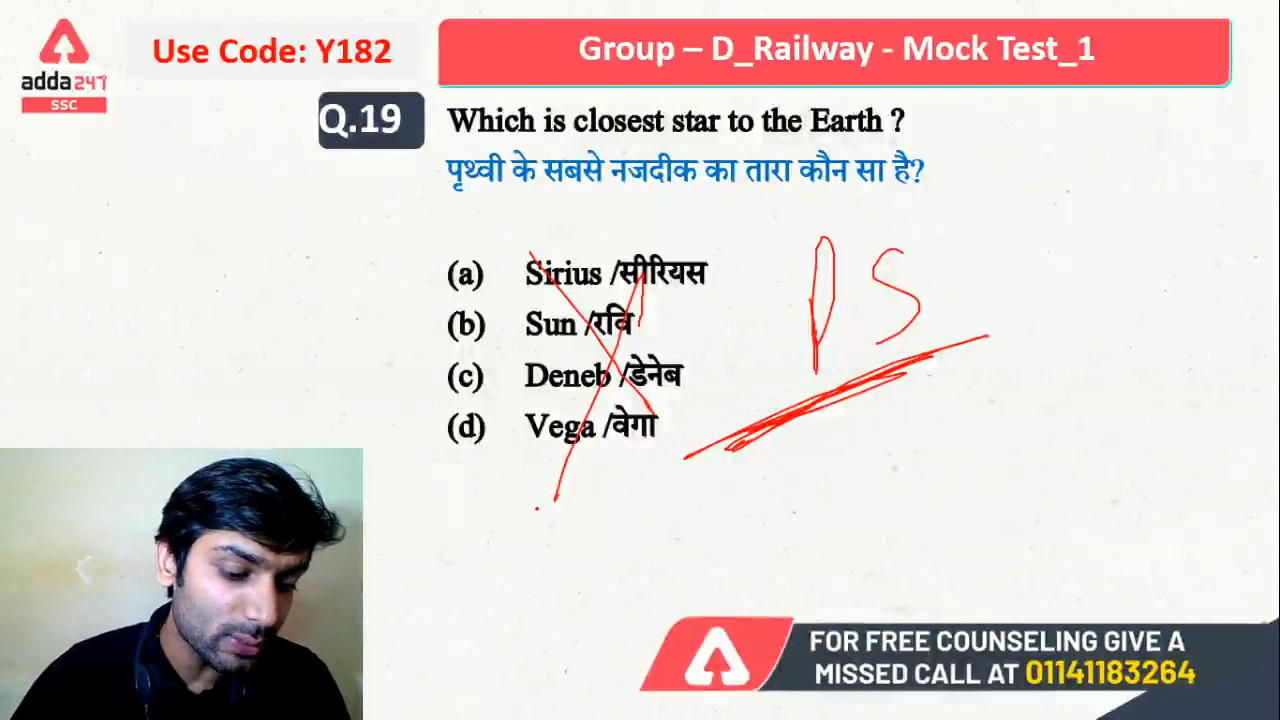 adda247
SSC
Use Code: Y182
Group – D_Railway - Mock Test_1
Q.19
Which is closest star to the Earth ?
पृथ्वी के सबसे नजदीक का तारा कौन सा है?
(a) Sirius /सीरियस
(b) Sun /रवि
(c) Deneb /डेनेब
(d) Vega /वेगा
PS
FOR FREE COUNSELING GIVE A
MISSED CALL AT 01141183264